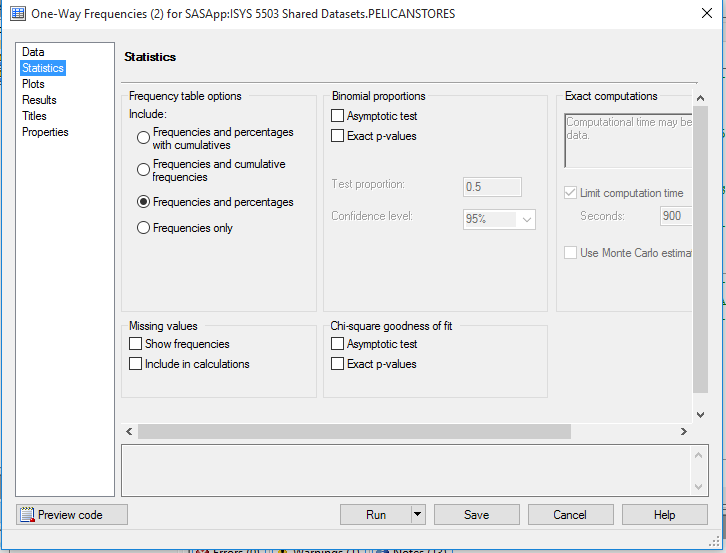 One-Way Frequencies (2) for SASApp:ISYS 5503 Shared Datasets.PELICANSTORES
Data
Statistics
Plots
Results
Titles
Properties
Statistics
Frequency table options
Include:
Frequencies and percentages
with cumulatives
Frequencies and cumulative
frequencies
Frequencies and percentages
Frequencies only
Binomial proportions
Asymptotic test
Exact p-values
Test proportion:
0.5
Confidence level:
95%
Exact computations
Computational time may be
data.
Limit computation time
Seconds:
900
Use Monte Carlo estima
Missing values
Show frequencies
Include in calculations
Chi-square goodness of fit
Asymptotic test
Exact p-values
Preview code
Run
Save
Cancel
Help